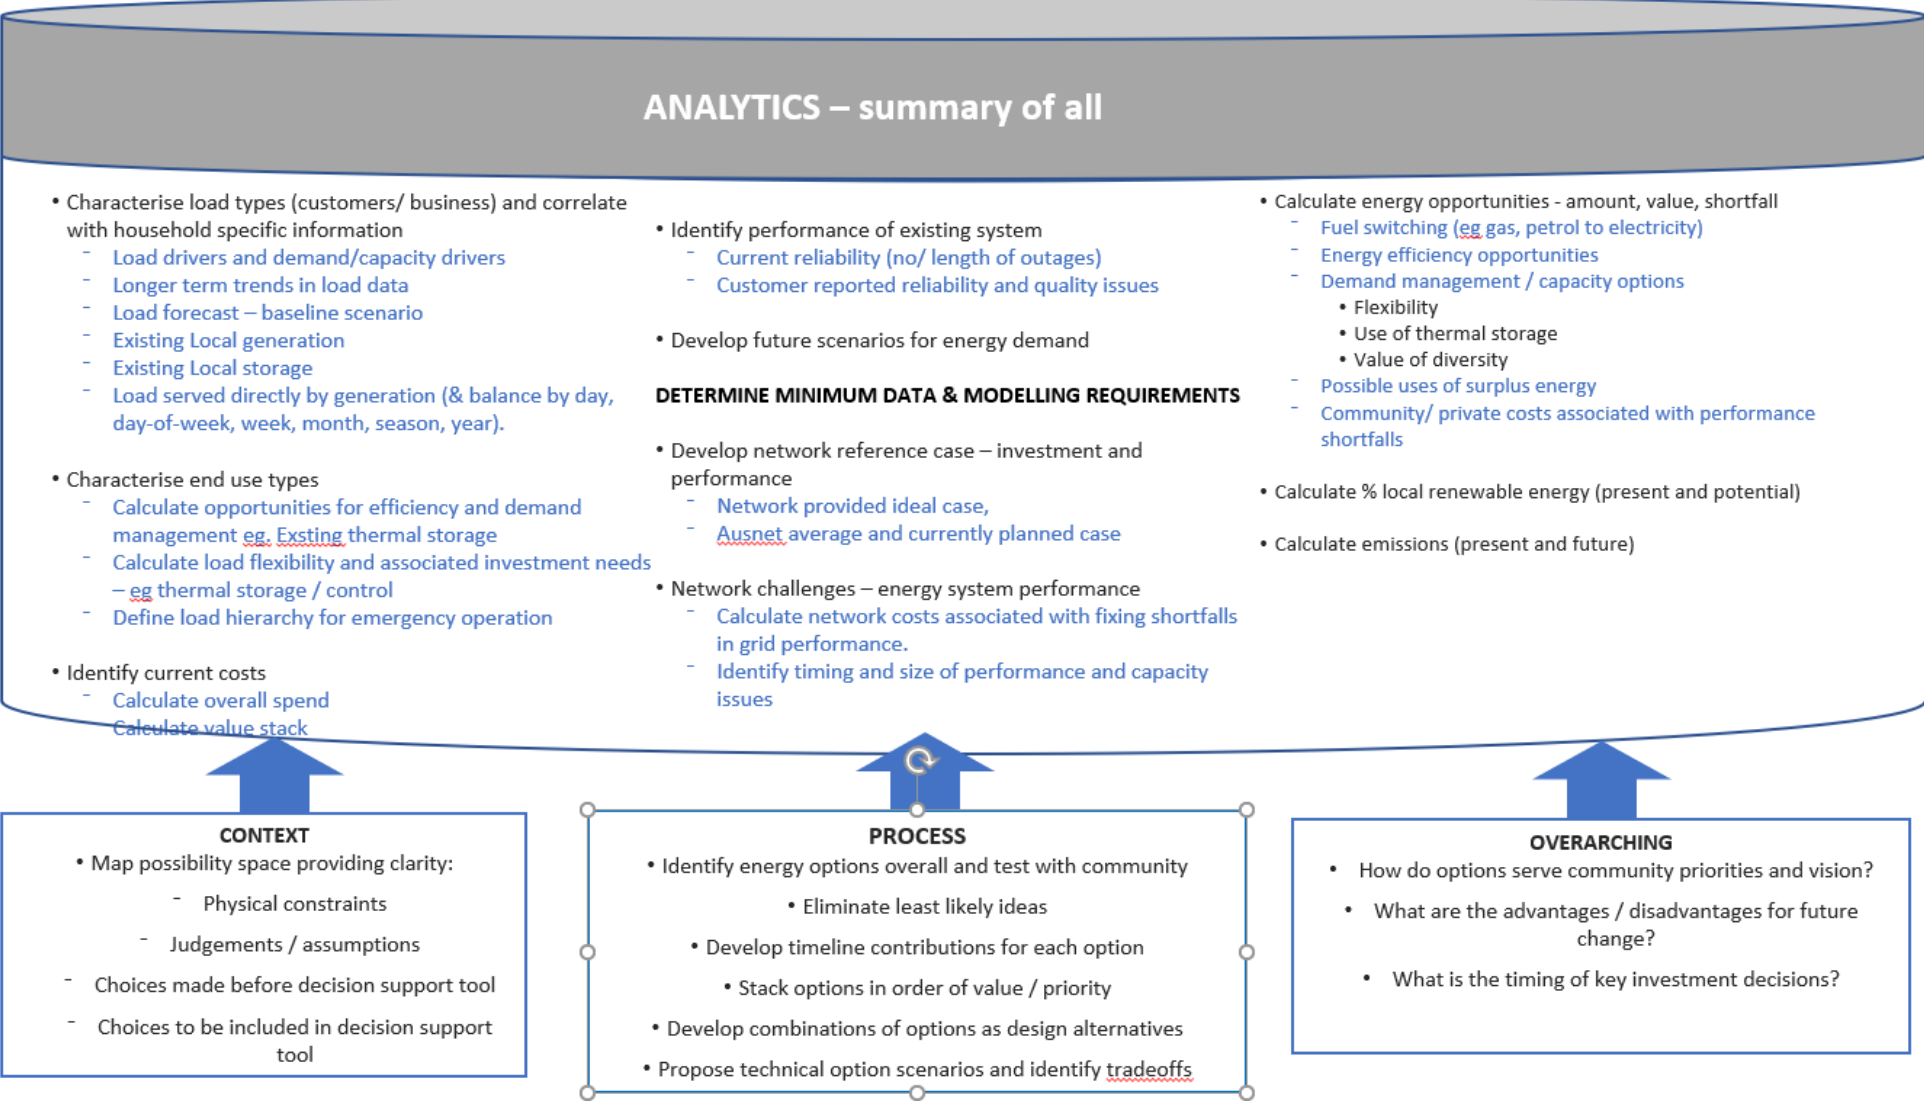 ANALYTICS – summary of all
• Characterise load types (customers/ business) and correlate
with household specific information
- Load drivers and demand/capacity drivers
- Longer term trends in load data
- Load forecast – baseline scenario
- Existing Local generation
- Existing Local storage
- Load served directly by generation (& balance by day,
day-of-week, week, month, season, year).
• Characterise end use types
- Calculate opportunities for efficiency and demand
management eg. Exsting thermal storage
- Calculate load flexibility and associated investment needs
– eg thermal storage / control
- Define load hierarchy for emergency operation
• Identify current costs
- Calculate overall spend
Calculate value stack
• Identify performance of existing system
- Current reliability (no/ length of outages)
- Customer reported reliability and quality issues
• Develop future scenarios for energy demand
DETERMINE MINIMUM DATA & MODELLING REQUIREMENTS
• Develop network reference case – investment and
performance
- Network provided ideal case,
- Ausnet average and currently planned case
• Network challenges – energy system performance
- Calculate network costs associated with fixing shortfalls
in grid performance.
- Identify timing and size of performance and capacity
issues
• Calculate energy opportunities - amount, value, shortfall
- Fuel switching (eg gas, petrol to electricity)
- Energy efficiency opportunities
- Demand management / capacity options
• Flexibility
• Use of thermal storage
• Value of diversity
- Possible uses of surplus energy
- Community/ private costs associated with performance
shortfalls
• Calculate % local renewable energy (present and potential)
• Calculate emissions (present and future)
CONTEXT
• Map possibility space providing clarity:
- Physical constraints
- Judgements / assumptions
- Choices made before decision support tool
- Choices to be included in decision support
tool
PROCESS
• Identify energy options overall and test with community
• Eliminate least likely ideas
• Develop timeline contributions for each option
• Stack options in order of value / priority
• Develop combinations of options as design alternatives
• Propose technical option scenarios and identify tradeoffs
OVERARCHING
• How do options serve community priorities and vision?
• What are the advantages / disadvantages for future
change?
• What is the timing of key investment decisions?